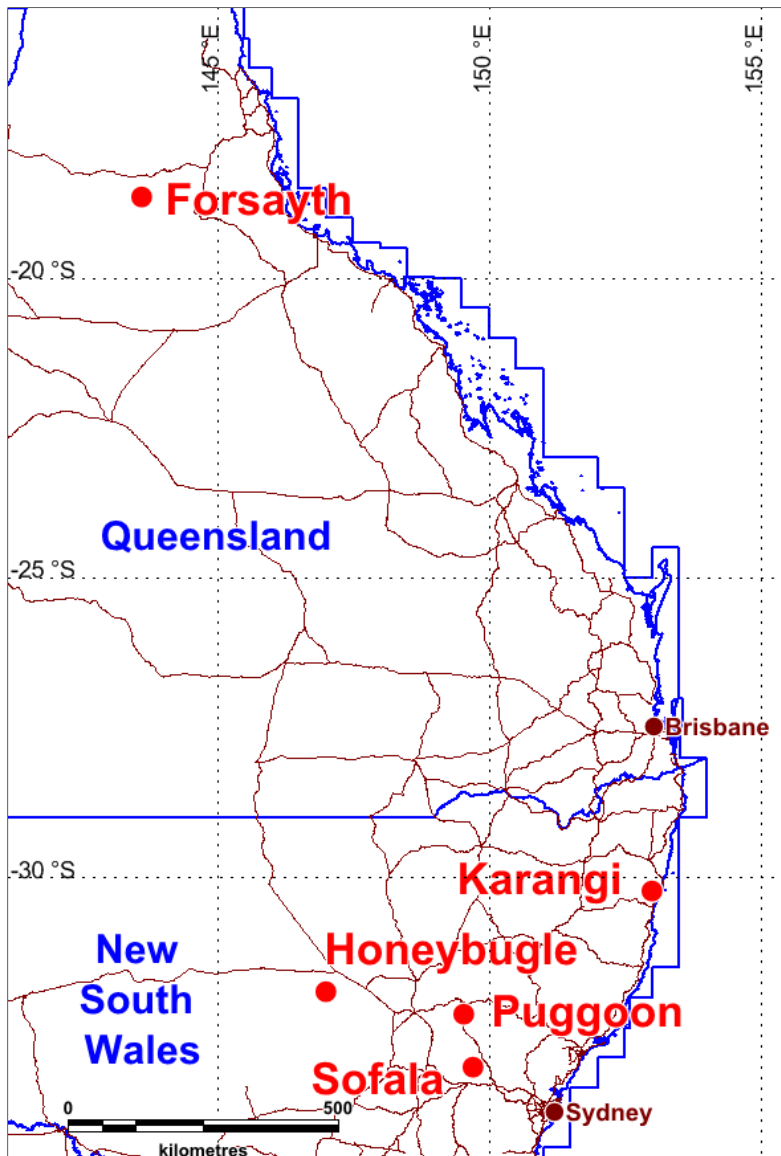 145 °E
150 °E
155 °E
Forsayth
-20 °S
Queensland
-25 °S
Brisbane
-30 °S
Karangi
New
South
Wales
Honeybugle
Puggoon
Sofala
0
500
kilometres
Sydney